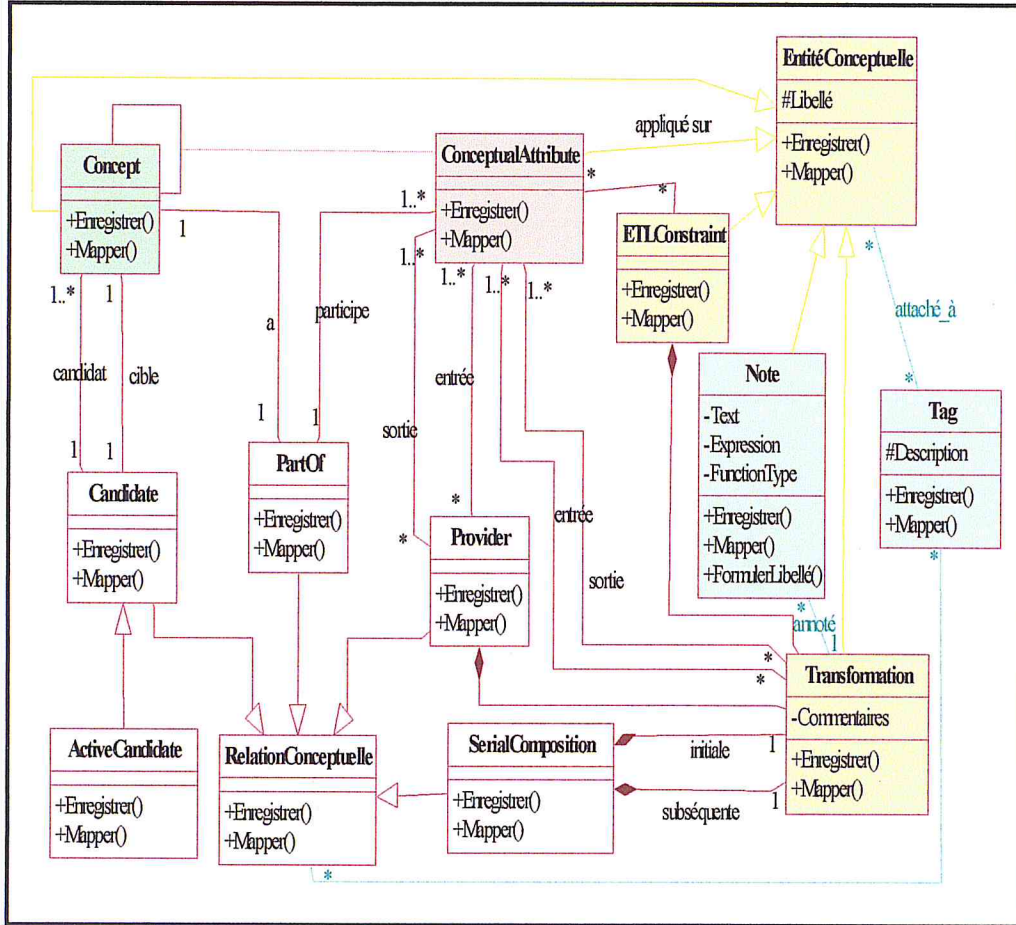 EntitéConceptuelle
#Libellé
+Enregistrer()
+Mapper()
appliqué sur
Concept
+Enregistrer()
+Mapper()
ConceptualAttribute
+Enregistrer()
+Mapper()
*
*
ETLConstraint
+Enregistrer()
+Mapper()
1..*
1
1..*
1..*
1..*
1..*
1..*
1
*
attaché_à
*
candidat
cible
a
participe
entrée
sortie
1
1
1
1
Note
-Text
-Expression
-FunctionType
+Enregistrer()
+Mapper()
+FormulerLibellé()
Tag
#Description
+Enregistrer()
+Mapper()
*
Candidate
+Enregistrer()
+Mapper()
PartOf
+Enregistrer()
+Mapper()
*
*
Provider
+Enregistrer()
+Mapper()
entrée
sortie
*
annoté
1
*
*
Transformation
-Commentaires
+Enregistrer()
+Mapper()
ActiveCandidate
+Enregistrer()
+Mapper()
RelationConceptuelle
+Enregistrer()
+Mapper()
SerialComposition
+Enregistrer()
+Mapper()
initiale
1
subséquente
1
*